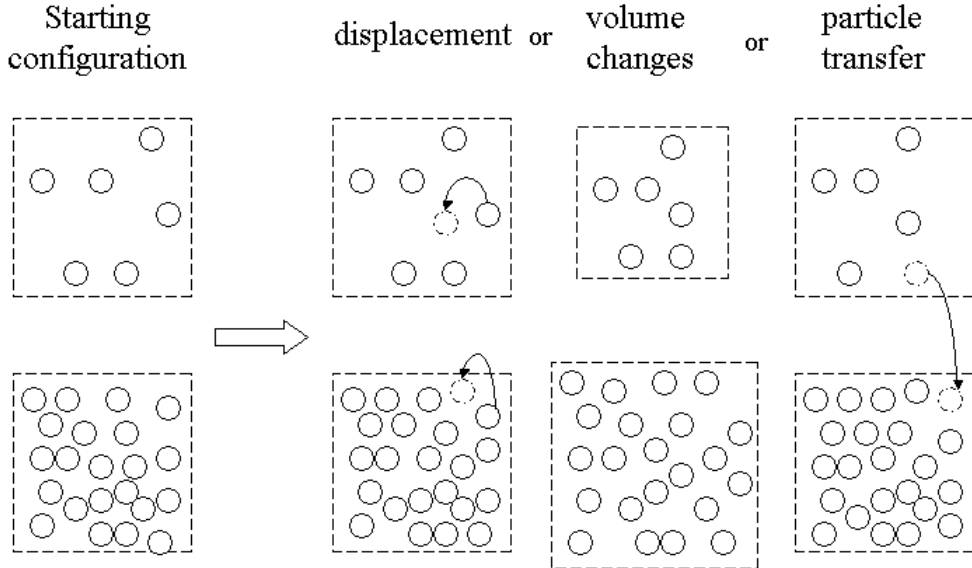 Starting
configuration
displacement or
volume
changes
or
particle
transfer